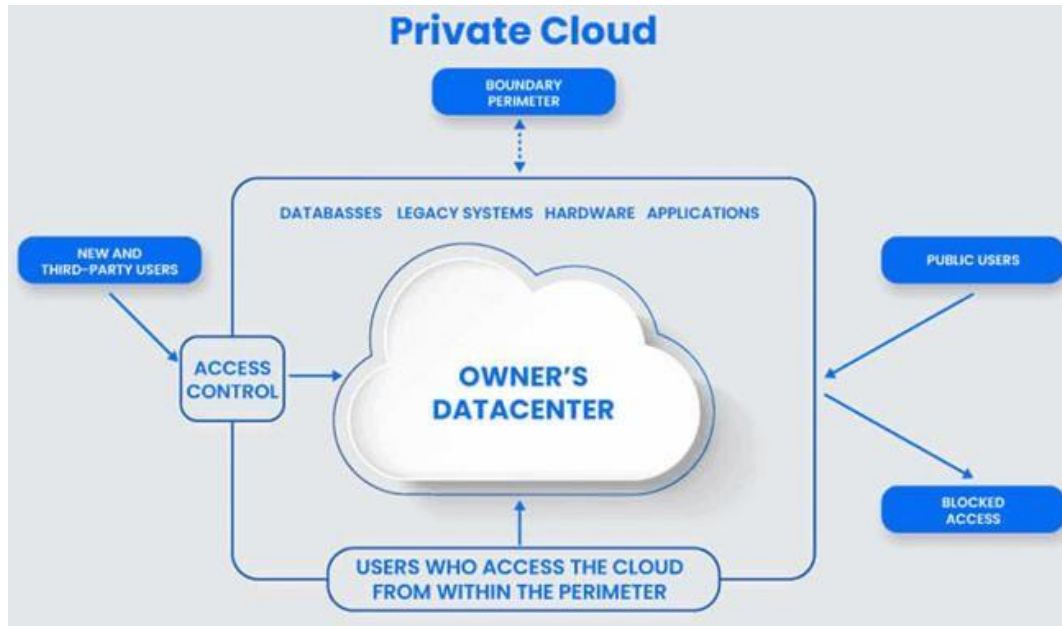 Private Cloud
BOUNDARY
PERIMETER
DATABASSES LEGACY SYSTEMS HARDWARE APPLICATIONS
NEW AND
THIRD-PARTY USERS
PUBLIC USERS
ACCESS
CONTROL
OWNER'S
DATACENTER
BLOCKED
ACCESS
USERS WHO ACCESS THE CLOUD
FROM WITHIN THE PERIMETER